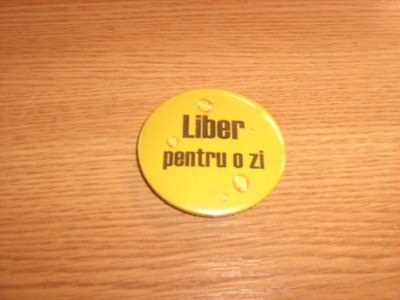 Liber
pentru o zi